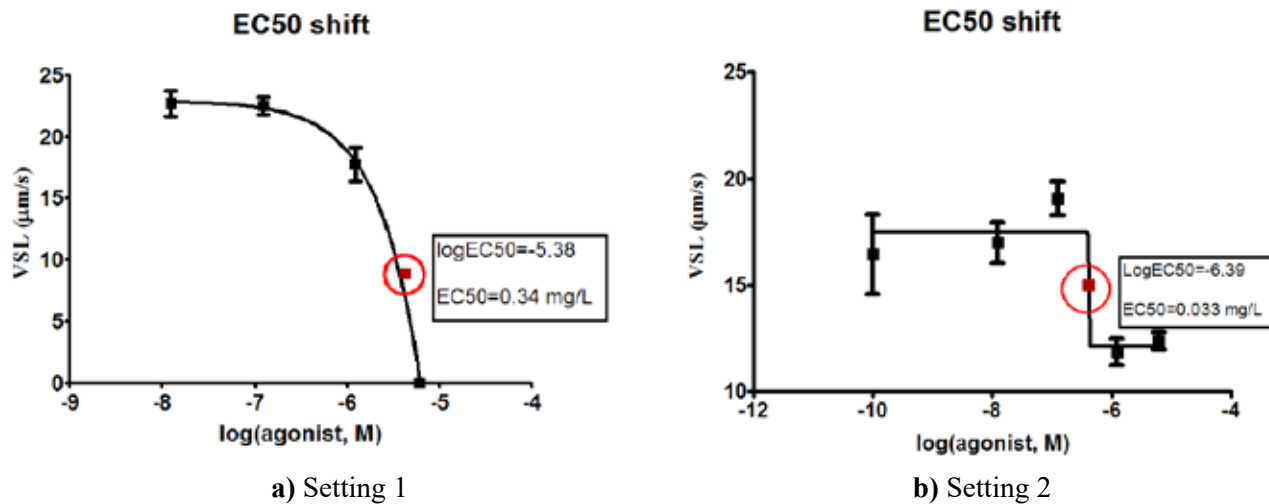 EC50 shift
25
20
15
10
5
0
VSL (µm/s)
-9
-8
-7
-6
-5
-4
log(agonist, M)
logEC50=-5.38
EC50=0.34 mg/L
a) Setting 1
EC50 shift
25
20
15
10
VSL (µm/s)
-12
-10
-8
-6
-4
log(agonist, M)
LogEC50=-6.39
EC50=0.033 mg/L
b) Setting 2